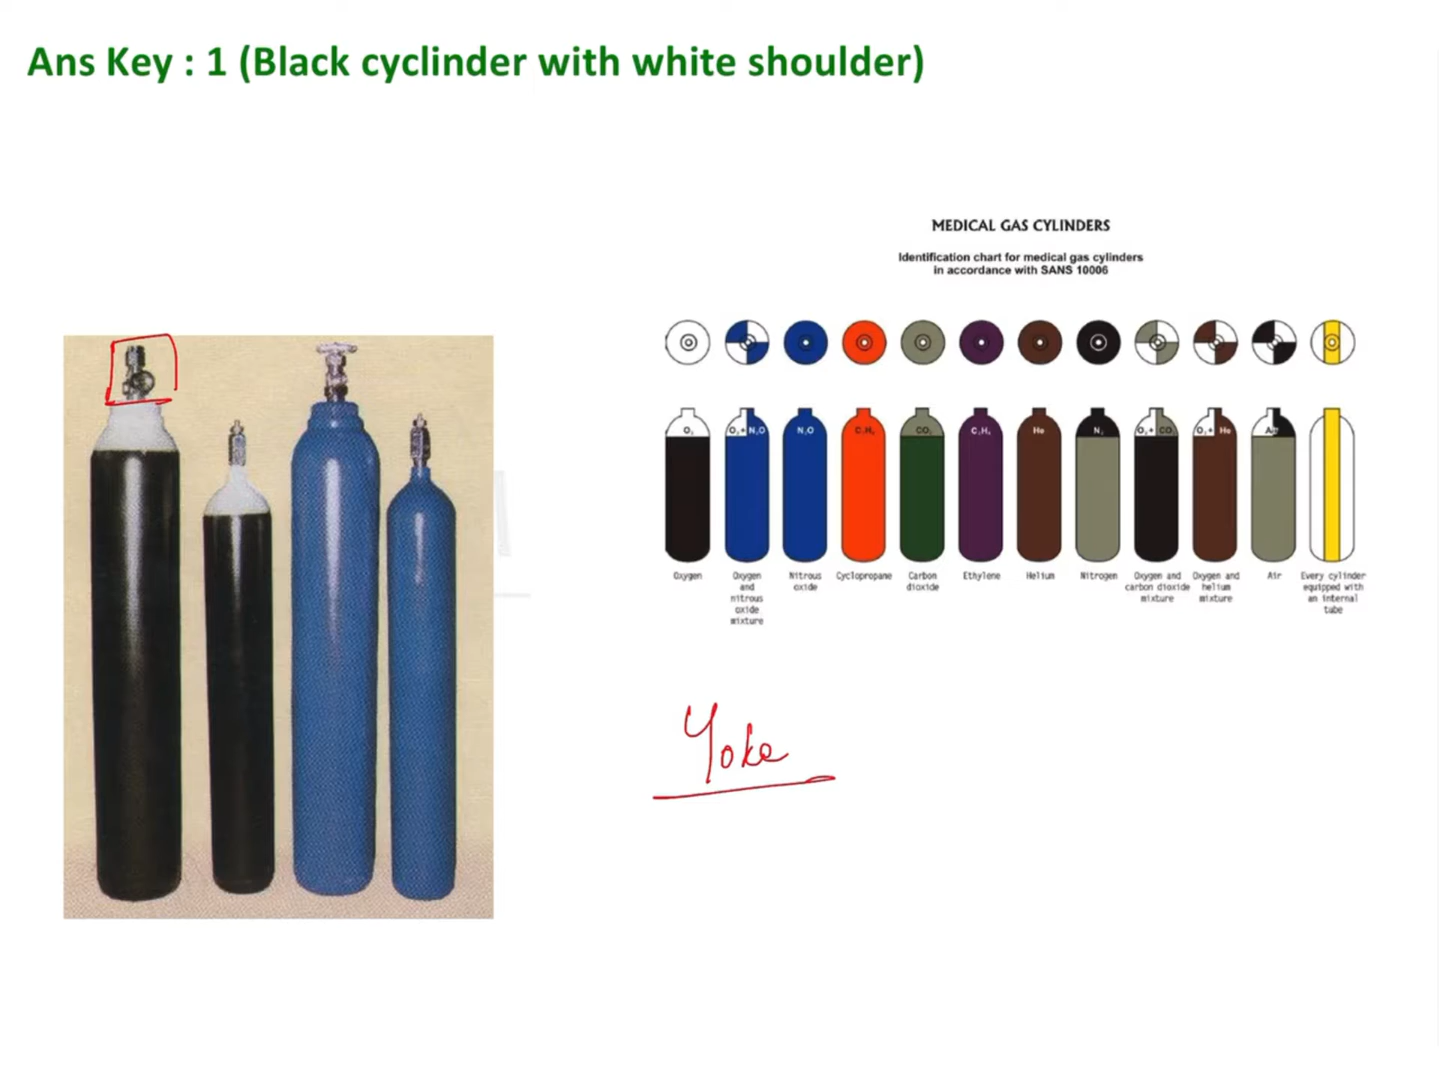 Ans Key : 1 (Black cyclinder with white shoulder)
MEDICAL GAS CYLINDERS
Identification chart for medical gas cylinders
in accordance with SANS 10006
O₂
O₂+ N₂O
N₂O
C₃H₆
CO₂
C₂H₄
He
N₂
O₂+ CO₂
O₂+ He
Air
Oxygen
Oxygen
and
nitrous
oxide
mixture
Nitrous
oxide
Cyclopropane
Carbon
dioxide
Ethylene
Helium
Nitrogen
Oxygen and
carbon dioxide
mixture
Oxygen and
helium
mixture
Air
Every cylinder
equipped with
an internal
tube
Yoke